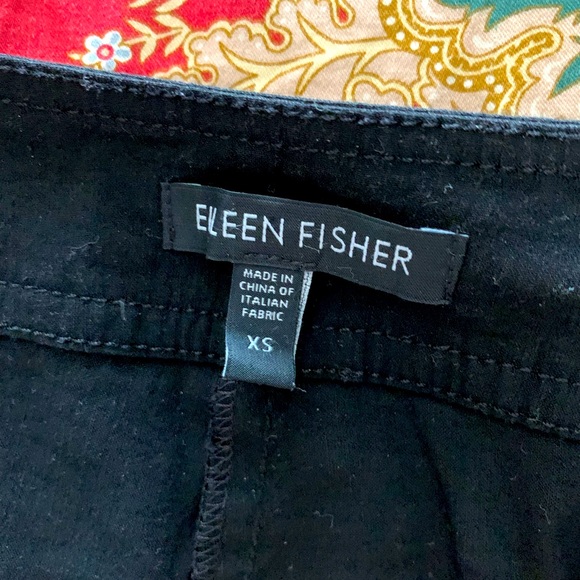 EILEEN FISHER
MADE IN
CHINA OF
ITALIAN
FABRIC
XS